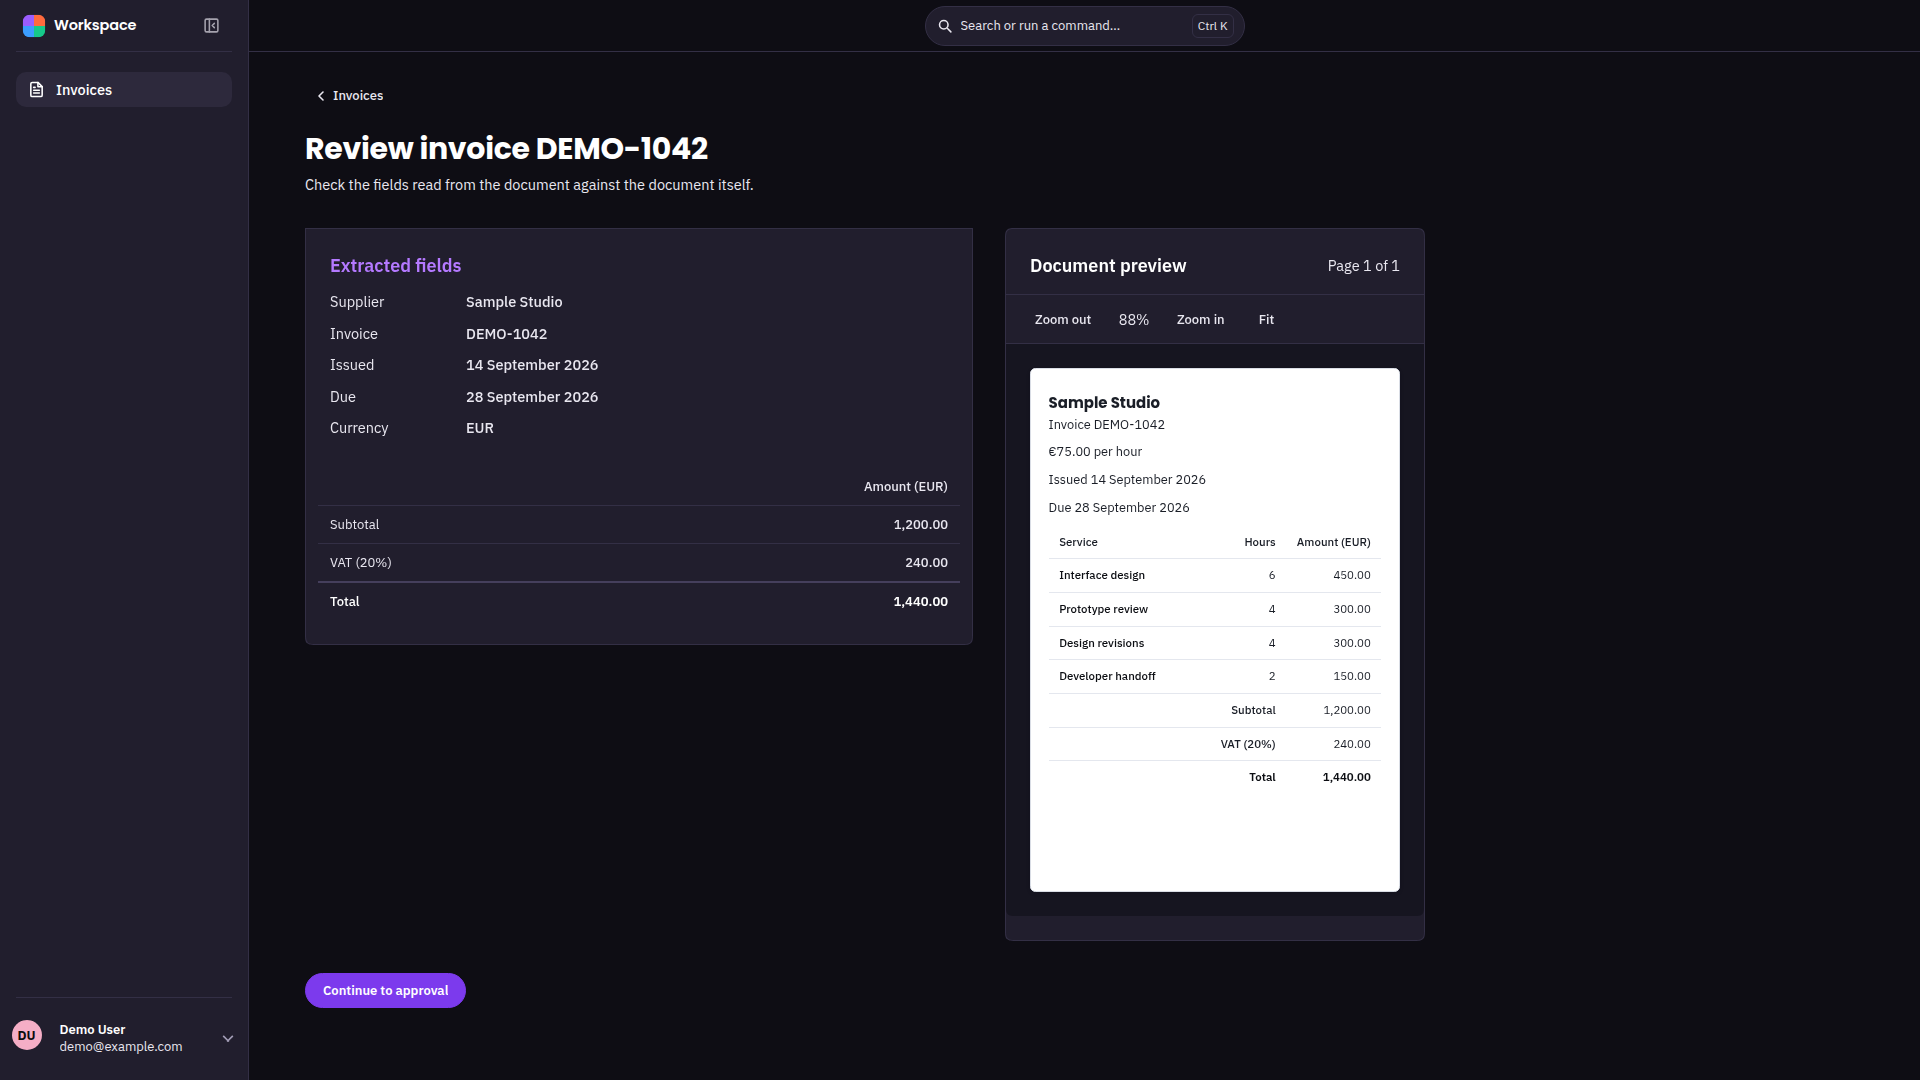 Workspace
Search or run a command...
Ctrl K
Invoices
Invoices
Review invoice DEMO-1042
Check the fields read from the document against the document itself.
Extracted fields
Supplier Sample Studio
Invoice DEMO-1042
Issued 14 September 2026
Due 28 September 2026
Currency EUR
Amount (EUR)
Subtotal 1,200.00
VAT (20%) 240.00
Total 1,440.00
Document preview Page 1 of 1
Zoom out 88% Zoom in Fit
Sample Studio
Invoice DEMO-1042
€75.00 per hour
Issued 14 September 2026
Due 28 September 2026
Service Hours Amount (EUR)
Interface design 6 450.00
Prototype review 4 300.00
Design revisions 4 300.00
Developer handoff 2 150.00
Subtotal 1,200.00
VAT (20%) 240.00
Total 1,440.00
Continue to approval
DU
Demo User
demo@example.com